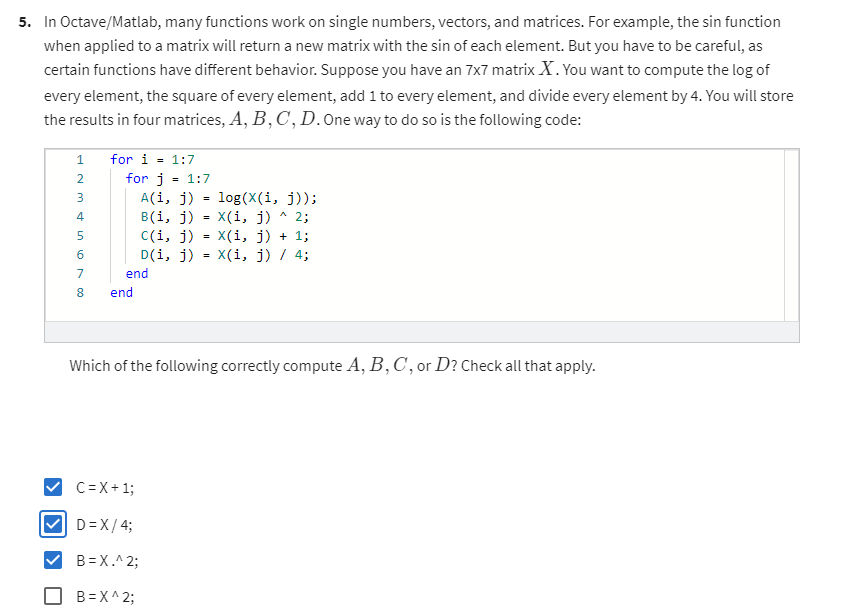 5. In Octave/Matlab, many functions work on single numbers, vectors, and matrices. For example, the sin function
when applied to a matrix will return a new matrix with the sin of each element. But you have to be careful, as
certain functions have different behavior. Suppose you have an 7x7 matrix X. You want to compute the log of
every element, the square of every element, add 1 to every element, and divide every element by 4. You will store
the results in four matrices, A, B, C, D. One way to do so is the following code:
1 for i = 1:7
2 for j = 1:7
3 A(i, j) = log(X(i, j));
4 B(i, j) = X(i, j) ^ 2;
5 C(i, j) = X(i, j) + 1;
6 D(i, j) = X(i, j) / 4;
7 end
8 end
Which of the following correctly compute A, B, C, or D? Check all that apply.
C = X + 1;
D = X / 4;
B = X .^ 2;
B = X ^ 2;